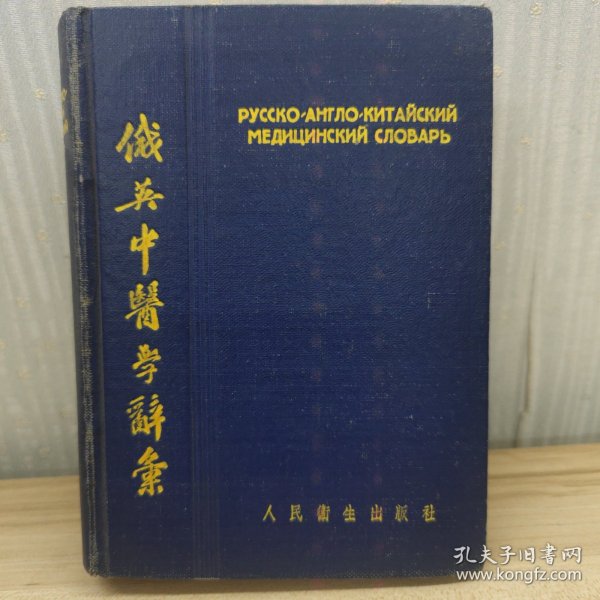 РУССКО-АНГЛО-КИТАЙСКИЙ
МЕДИЦИНСКИЙ СЛОВАРЬ
俄英中醫學辭彙
人民衛生出版社
孔夫子旧书网
www.kongfz.com